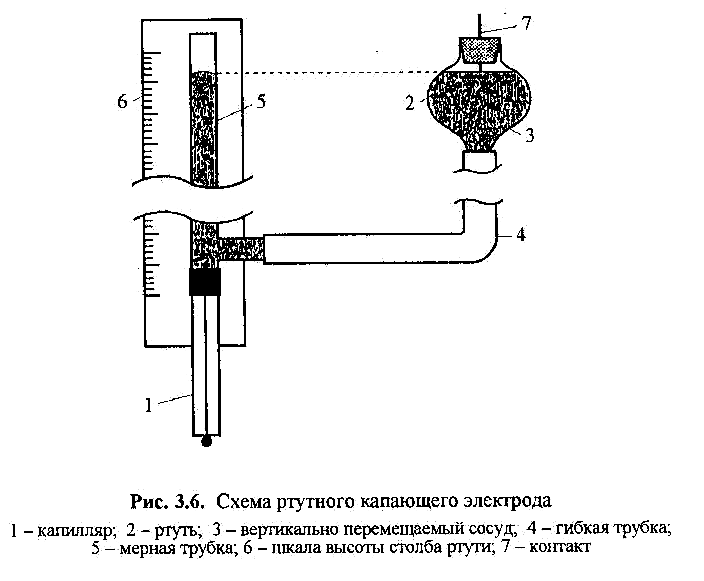 7
6
5
2
3
4
1
Рис. 3.6. Схема ртутного капающего электрода
1 – капилляр; 2 – ртуть; 3 – вертикально перемещаемый сосуд; 4 – гибкая трубка;
5 – мерная трубка; 6 – шкала высоты столба ртути; 7 – контакт